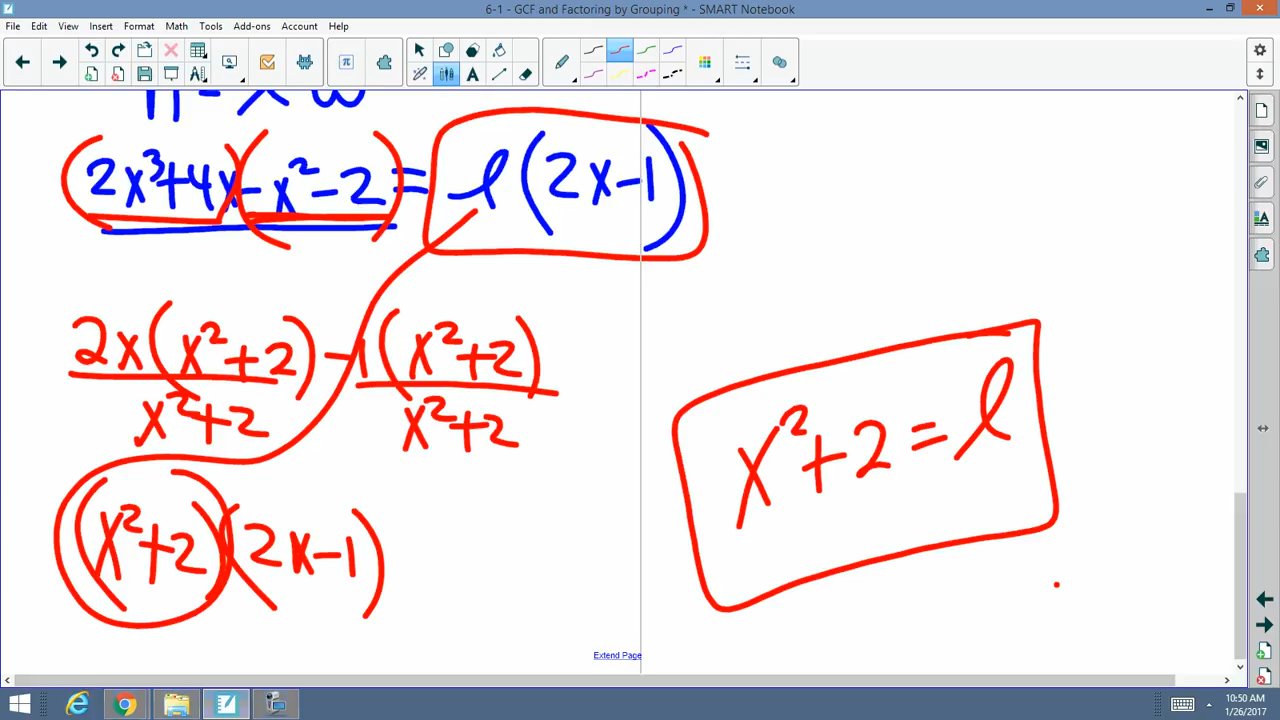 6-1 - GCF and Factoring by Grouping * - SMART Notebook
File Edit View Insert Format Math Tools Add-ons Account Help
(2x³+4x)(-x²-2) = l(2x-1)
2x(x²+2) -1(x²+2)
x²+2 x²+2
x²+2=l
(x²+2)(2x-1)
Extend Page
10:50 AM
1/26/2017